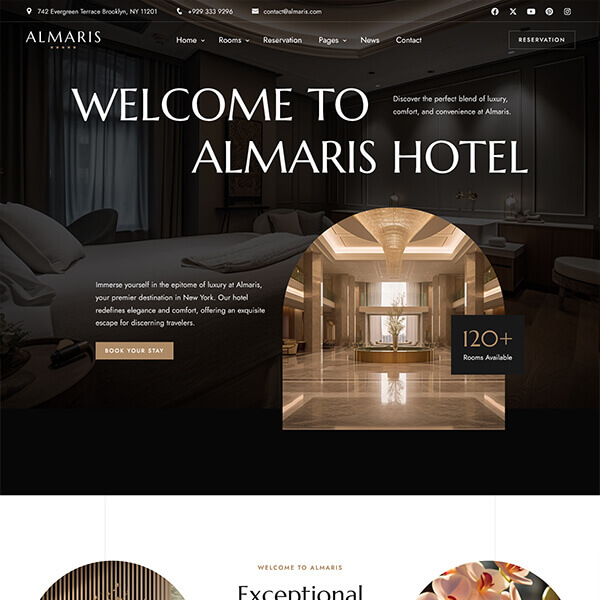 742 Evergreen Terrace Brooklyn, NY 11201
+929 333 9296
contact@almaris.com
ALMARIS
Home
Rooms
Reservation
Pages
News
Contact
RESERVATION
WELCOME TO
ALMARIS HOTEL
Discover the perfect blend of luxury,
comfort, and convenience at Almaris.
Immerse yourself in the epitome of luxury at Almaris,
your premier destination in New York. Our hotel
redefines elegance and comfort, offering an exquisite
escape for discerning travelers.
BOOK YOUR STAY
120+
Rooms Available
WELCOME TO ALMARIS
Exceptional